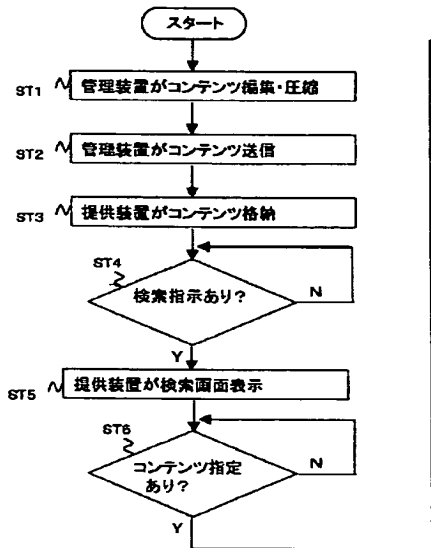 スタート
ST1
管理装置がコンテンツ編集・圧縮
ST2
管理装置がコンテンツ送信
ST3
提供装置がコンテンツ格納
ST4
検索指示あり?
N
Y
ST5
提供装置が検索画面表示
ST6
コンテンツ指定
あり?
N
Y